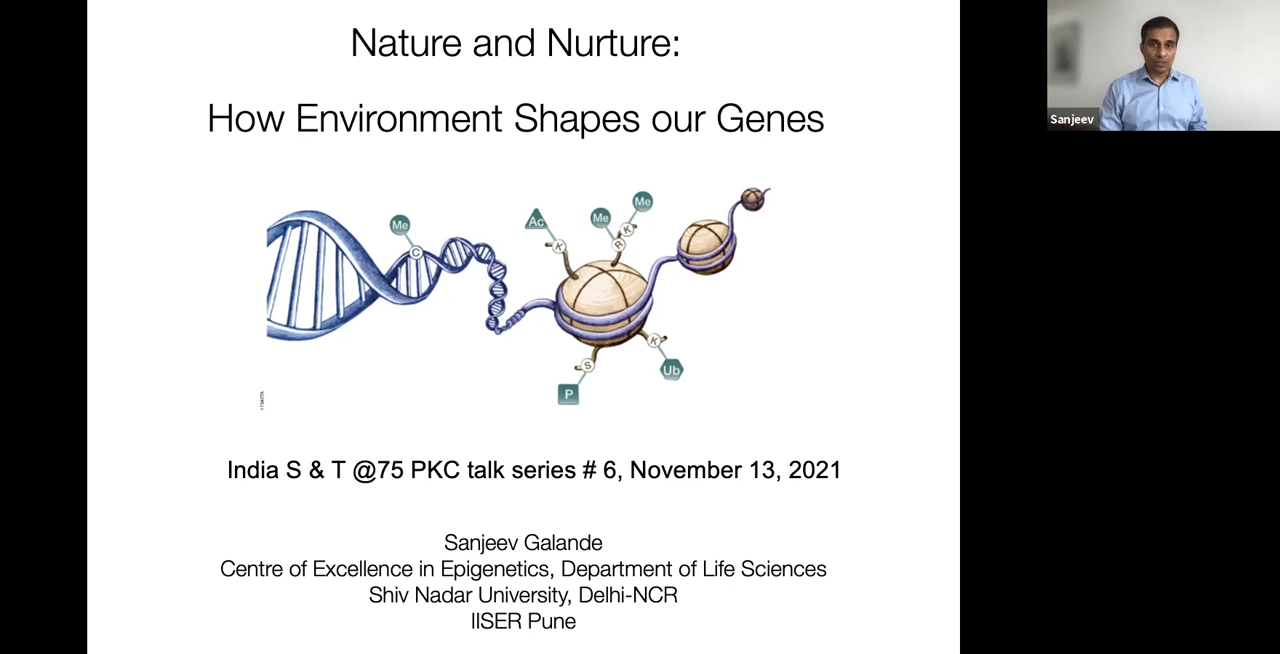 Nature and Nurture:
How Environment Shapes our Genes
Sanjeev
Me
C
Ac
K
Me
R
Me
K
S
P
K
Ub
India S & T @75 PKC talk series # 6, November 13, 2021
Sanjeev Galande
Centre of Excellence in Epigenetics, Department of Life Sciences
Shiv Nadar University, Delhi-NCR
IISER Pune